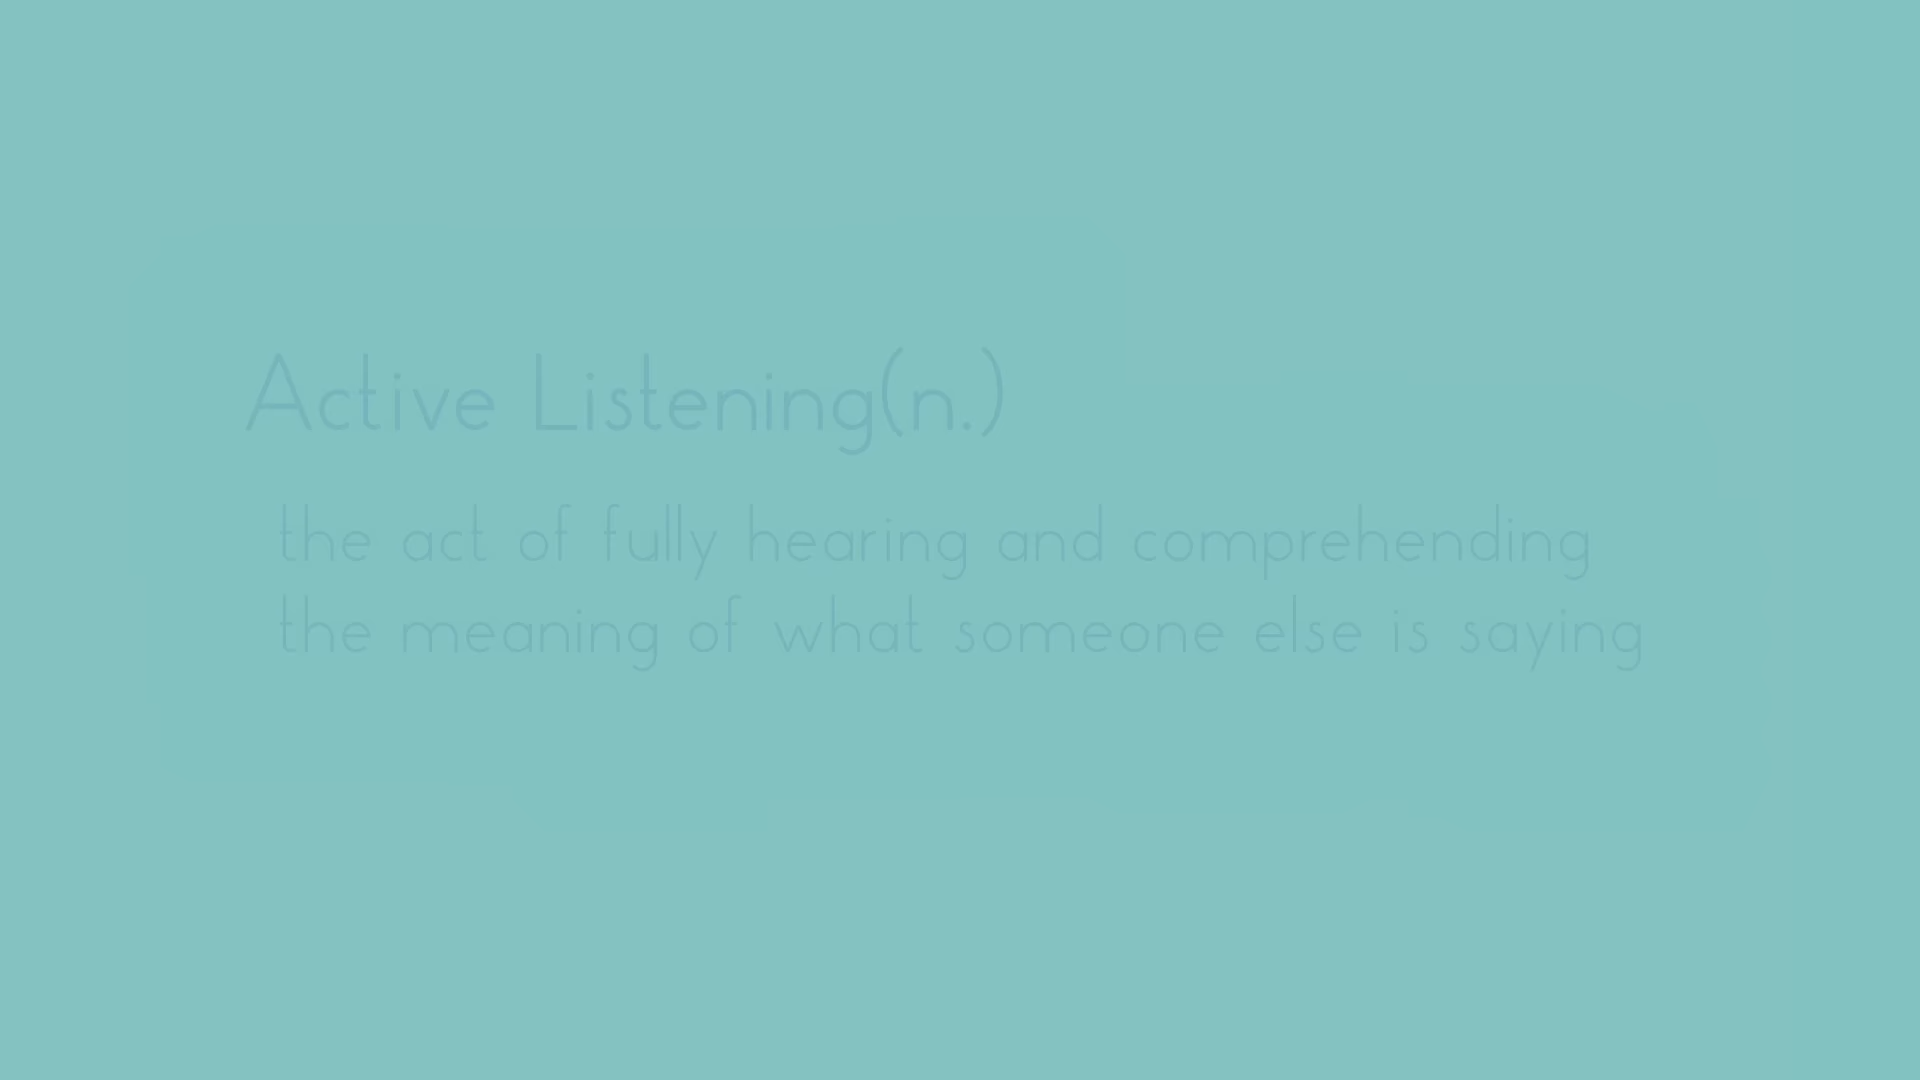 Active Listening(n.)
the act of fully hearing and comprehending
the meaning of what someone else is saying